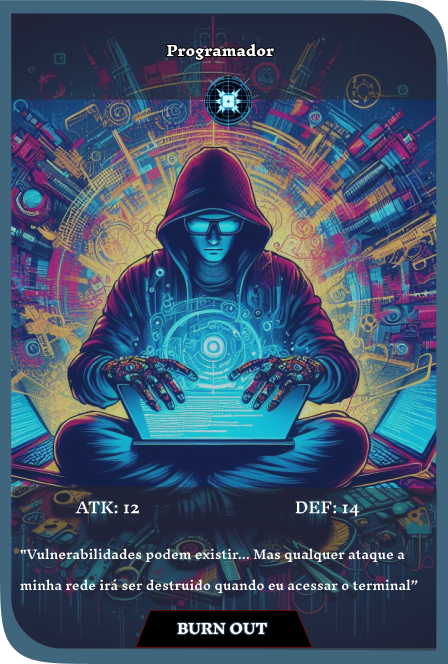 Programador
ATK: 12
DEF: 14
"Vulnerabilidades podem existir... Mas qualquer ataque a
minha rede irá ser destruido quando eu acessar o terminal”
BURN OUT